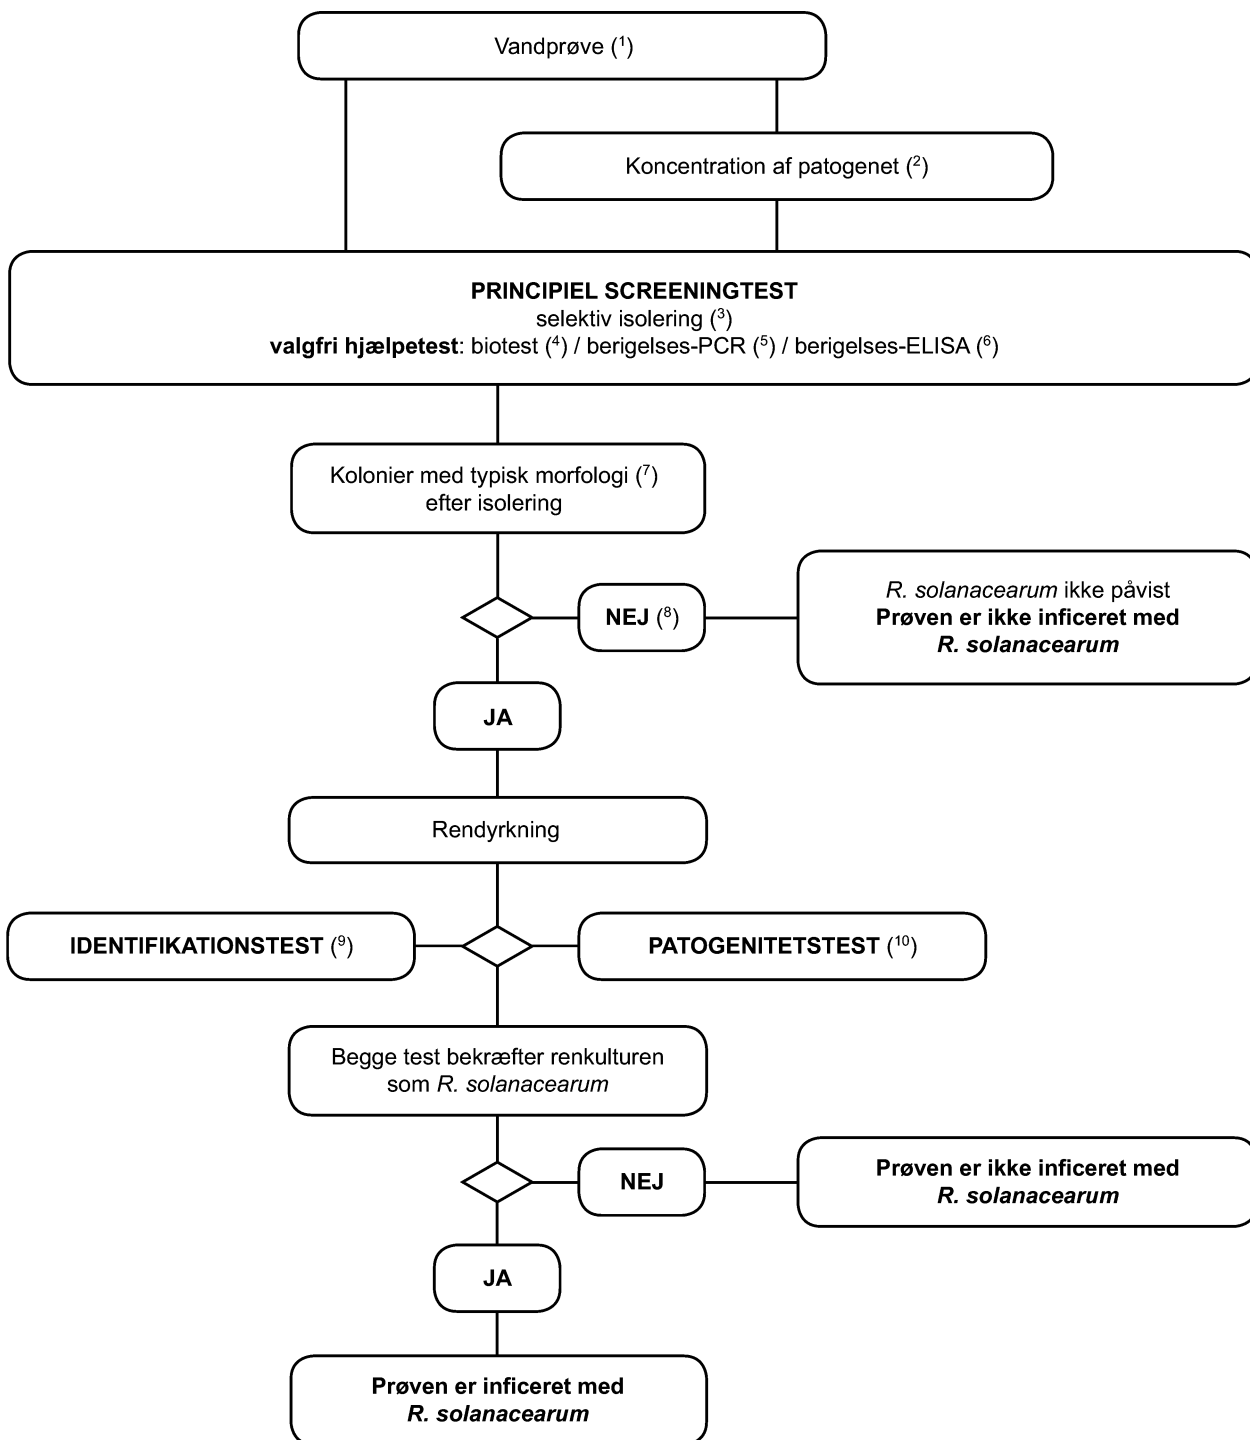 Vandprøve (1)
Koncentration af patogenet (2)
PRINCIPIEL SCREENINGTEST
selektiv isolering (3)
valgfri hjælpetest: biotest (4) / berigelses-PCR (5) / berigelses-ELISA (6)
Kolonier med typisk morfologi (7)
efter isolering
NEJ (8)
R. solanacearum ikke påvist
Prøven er ikke inficeret med
R. solanacearum
JA
Rendyrkning
IDENTIFIKATIONSTEST (9)
PATOGENITETSTEST (10)
Begge test bekræfter renkulturen
som R. solanacearum
NEJ
Prøven er ikke inficeret med
R. solanacearum
JA
Prøven er inficeret med
R. solanacearum